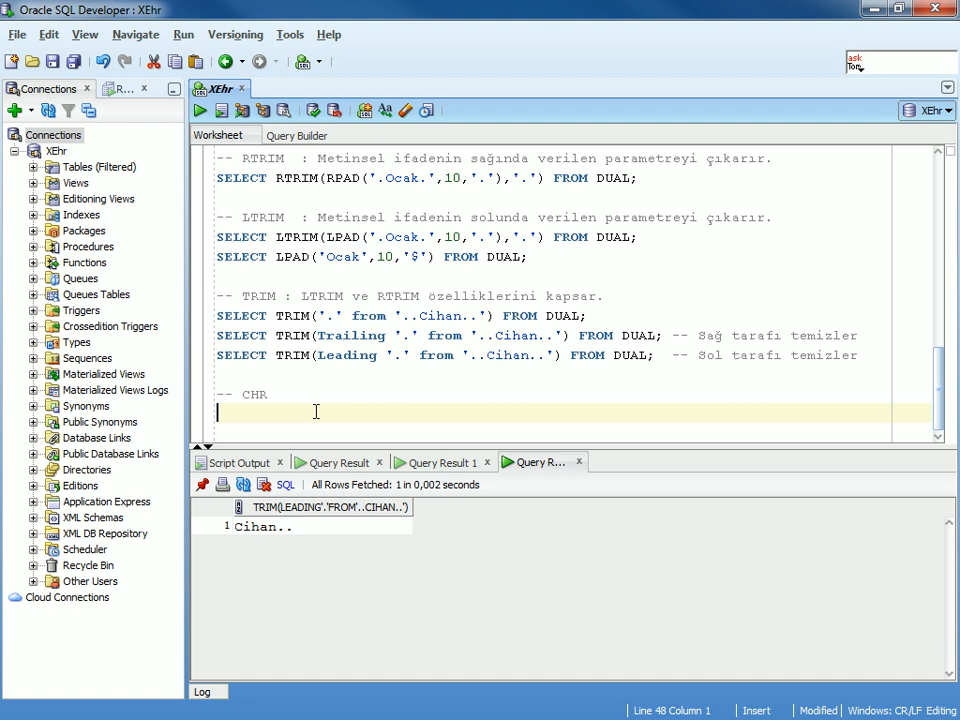 Oracle SQL Developer : XEhr
File Edit View Navigate Run Versioning Tools Help
ask
Tom
Connections
R...
XEhr
XEhr
Worksheet Query Builder
Connections
XEhr
Tables (Filtered)
Views
Editioning Views
Indexes
Packages
Procedures
Functions
Queues
Queues Tables
Triggers
Crossedition Triggers
Types
Sequences
Materialized Views
Materialized Views Logs
Synonyms
Public Synonyms
Database Links
Public Database Links
Directories
Editions
Application Express
XML Schemas
XML DB Repository
Scheduler
Recycle Bin
Other Users
Cloud Connections
-- RTRIM  : Metinsel ifadenin sağında verilen parametreyi çıkarır.
SELECT RTRIM(RPAD('.Ocak.',10,'.'),'.') FROM DUAL;
-- LTRIM  : Metinsel ifadenin solunda verilen parametreyi çıkarır.
SELECT LTRIM(LPAD('.Ocak.',10,'.'),'.') FROM DUAL;
SELECT LPAD('Ocak',10,'$') FROM DUAL;
-- TRIM : LTRIM ve RTRIM özelliklerini kapsar.
SELECT TRIM('.' from '..Cihan..') FROM DUAL;
SELECT TRIM(Trailing '.' from '..Cihan..') FROM DUAL; -- Sağ tarafı temizler
SELECT TRIM(Leading '.' from '..Cihan..') FROM DUAL;  -- Sol tarafı temizler
-- CHR
Script Output Query Result Query Result 1 Query R...
SQL All Rows Fetched: 1 in 0,002 seconds
TRIM(LEADING'.'FROM'..CIHAN..')
1 Cihan..
Log
Line 48 Column 1 Insert Modified Windows: CR/LF Editing